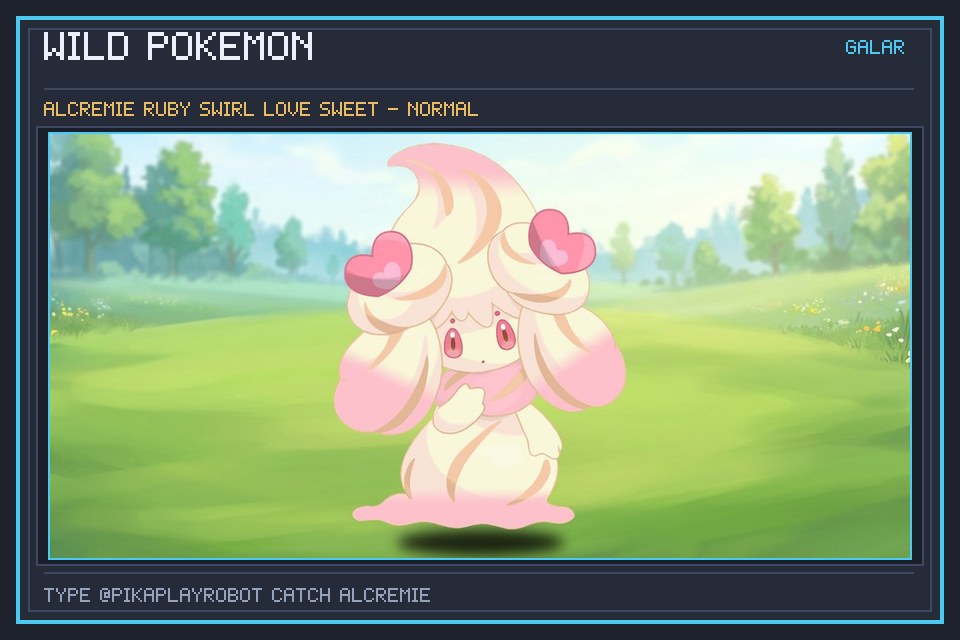 WILD POKEMON
GALAR
ALCREMIE RUBY SWIRL LOVE SWEET - NORMAL
TYPE @PIKAPLAYROBOT CATCH ALCREMIE